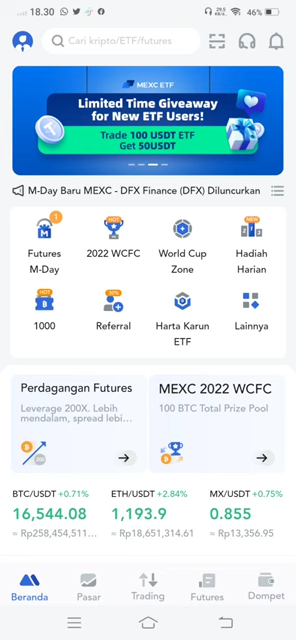 18.30
46%
Cari kripto/ETF/futures
MEXC ETF
Limited Time Giveaway
for New ETF Users!
Trade 100 USDT ETF
Get 50USDT
M-Day Baru MEXC - DFX Finance (DFX) Diluncurkan
1
HOT
NEW
Futures
M-Day
2022 WCFC
World Cup
Zone
Hadiah
Harian
HOT
1000
Referral
Harta Karun
ETF
Lainnya
Perdagangan Futures
Leverage 200X. Lebih
mendalam, spread lebi...
MEXC 2022 WCFC
100 BTC Total Prize Pool
BTC/USDT +0.71%
ETH/USDT +2.84%
MX/USDT +0.75%
16,544.08
1,193.9
0.855
≈ Rp258,454,511...
≈ Rp18,651,314.61
≈ Rp13,356.95
Beranda
Pasar
Trading
Futures
Dompet